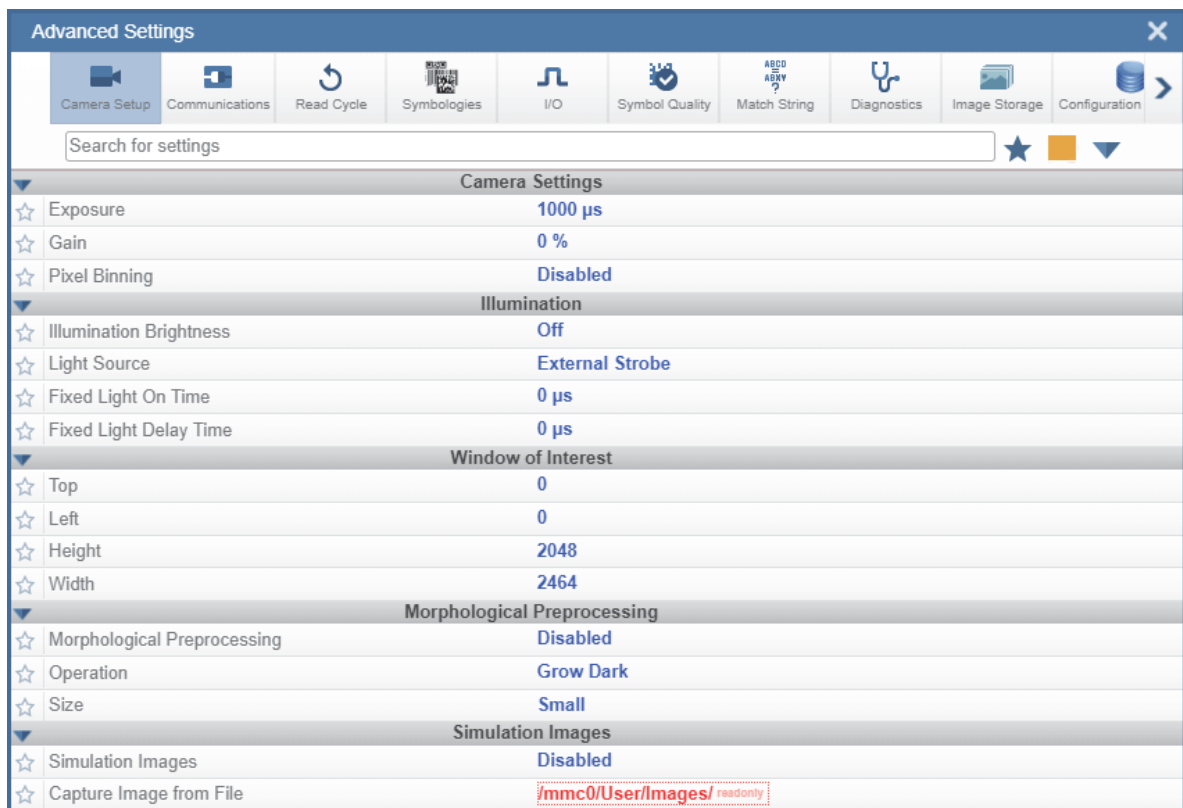 Advanced Settings
Camera Setup Communications Read Cycle Symbologies I/O Symbol Quality Match String Diagnostics Image Storage Configuration
Search for settings
Camera Settings
Exposure 1000 µs
Gain 0 %
Pixel Binning Disabled
Illumination
Illumination Brightness Off
Light Source External Strobe
Fixed Light On Time 0 µs
Fixed Light Delay Time 0 µs
Window of Interest
Top 0
Left 0
Height 2048
Width 2464
Morphological Preprocessing
Morphological Preprocessing Disabled
Operation Grow Dark
Size Small
Simulation Images
Simulation Images Disabled
Capture Image from File /mmc0/User/Images/ readonly